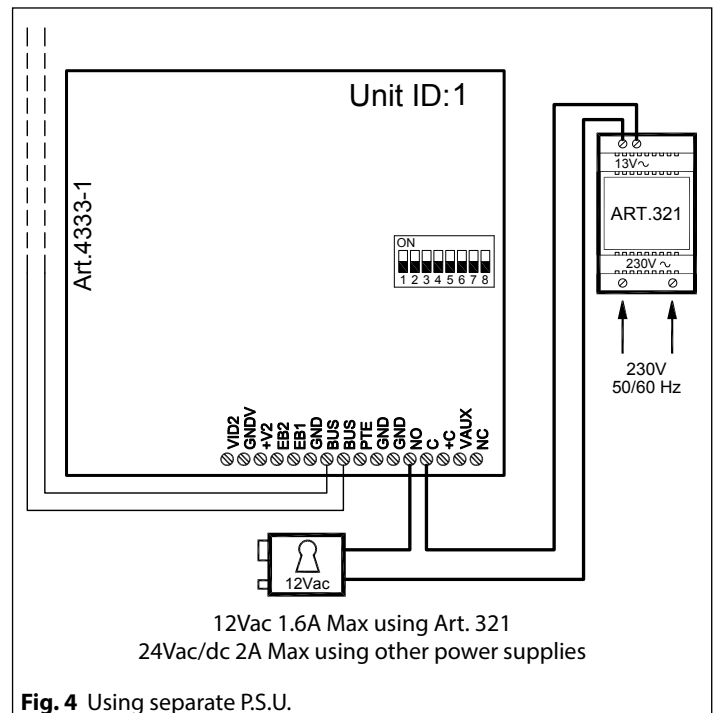 Unit ID:1
Art.4333-1
ON
1 2 3 4 5 6 7 8
13V~
ART.321
230V ~
230V
50/60 Hz
VID2
GNDV
+V2
EB2
EB1
GND
BUS
BUS
PTE
GND
GND
NO
C
+C
VAUX
NC
12Vac
12Vac 1.6A Max using Art. 321
24Vac/dc 2A Max using other power supplies
Fig. 4 Using separate P.S.U.